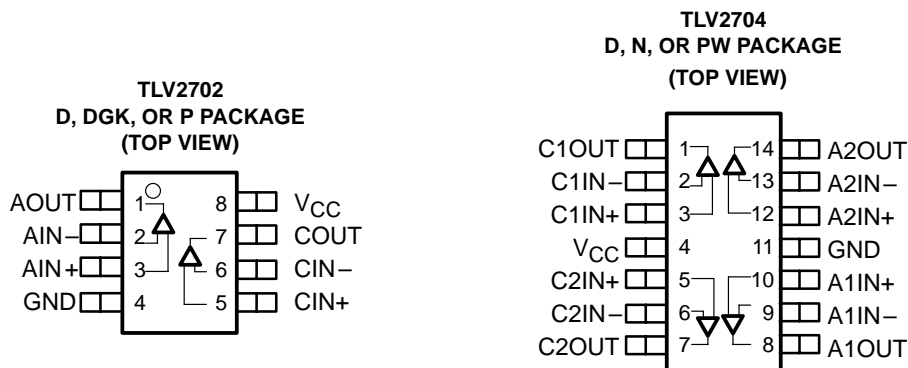 TLV2702
D, DGK, OR P PACKAGE
(TOP VIEW)
AOUT 1 8 VCC
AIN− 2 7 COUT
AIN+ 3 6 CIN−
GND 4 5 CIN+
TLV2704
D, N, OR PW PACKAGE
(TOP VIEW)
C1OUT 1 14 A2OUT
C1IN− 2 13 A2IN−
C1IN+ 3 12 A2IN+
VCC 4 11 GND
C2IN+ 5 10 A1IN+
C2IN− 6 9 A1IN−
C2OUT 7 8 A1OUT